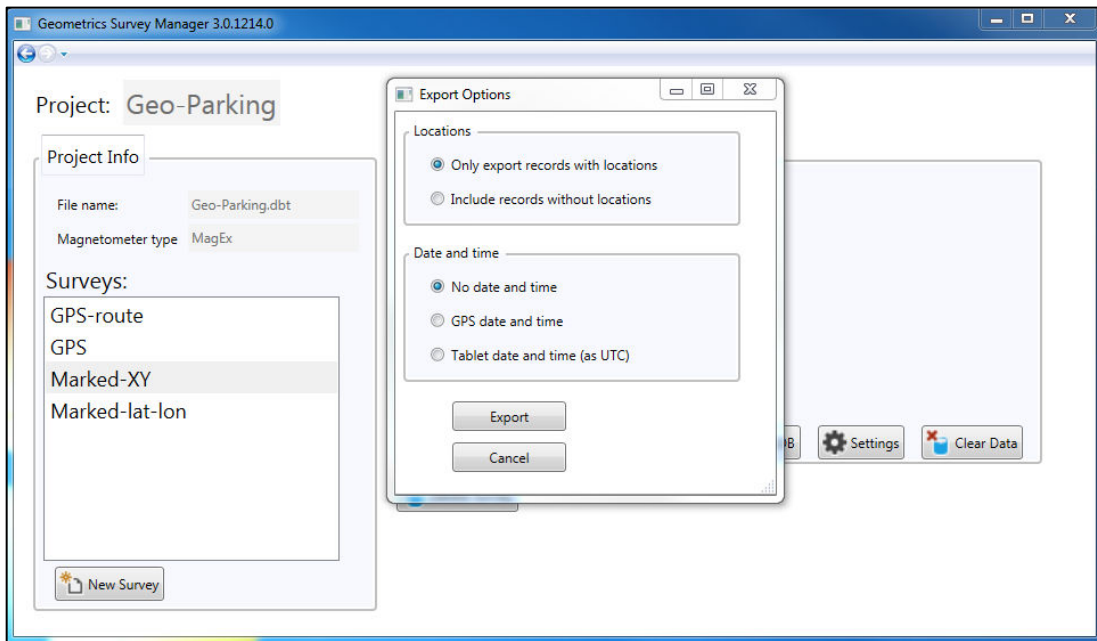 Geometrics Survey Manager 3.0.1214.0
Project: Geo-Parking
Project Info
File name: Geo-Parking.dbt
Magnetometer type MagEx
Surveys:
GPS-route
GPS
Marked-XY
Marked-lat-lon
New Survey
Export Options
Locations
Only export records with locations
Include records without locations
Date and time
No date and time
GPS date and time
Tablet date and time (as UTC)
Export
Cancel
Settings
Clear Data